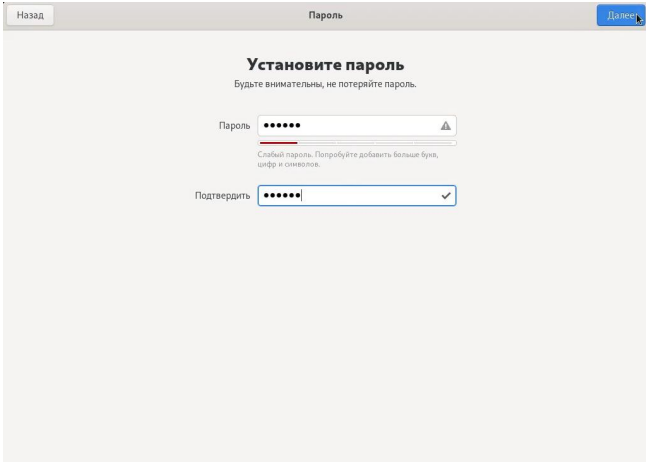 Назад
Пароль
Далее
Установите пароль
Будьте внимательны, не потеряйте пароль.
Пароль ●●●●●●
Слабый пароль. Попробуйте добавить больше букв,
цифр и символов.
Подтвердить ●●●●●●